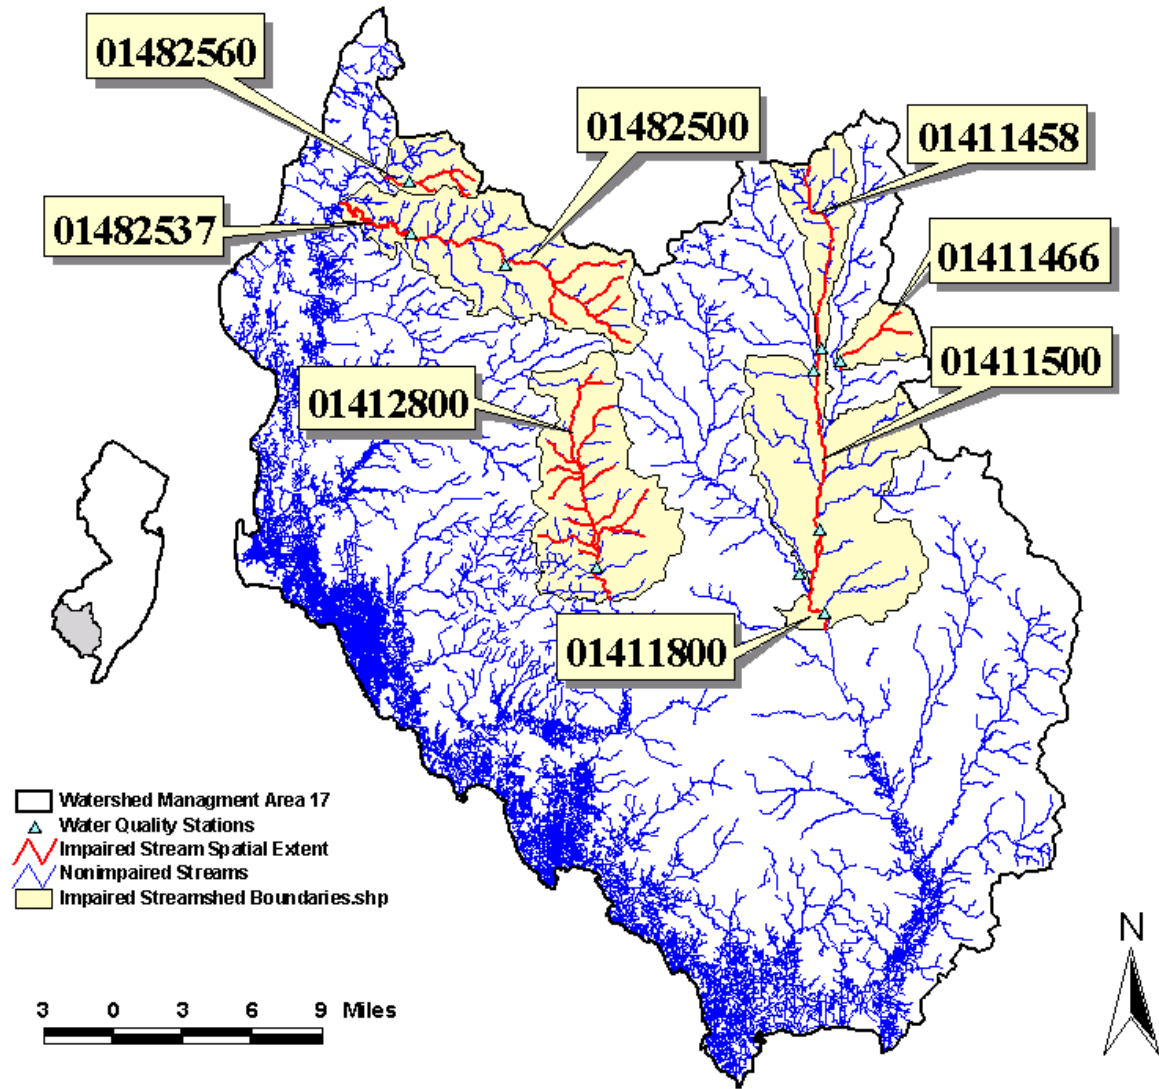 01482560
01482500
01411458
01482537
01411466
01411500
01412800
01411800
Watershed Managment Area 17
Water Quality Stations
Impaired Stream Spatial Extent
Nonimpaired Streams
Impaired Streamshed Boundaries.shp
N
3 0 3 6 9 Miles